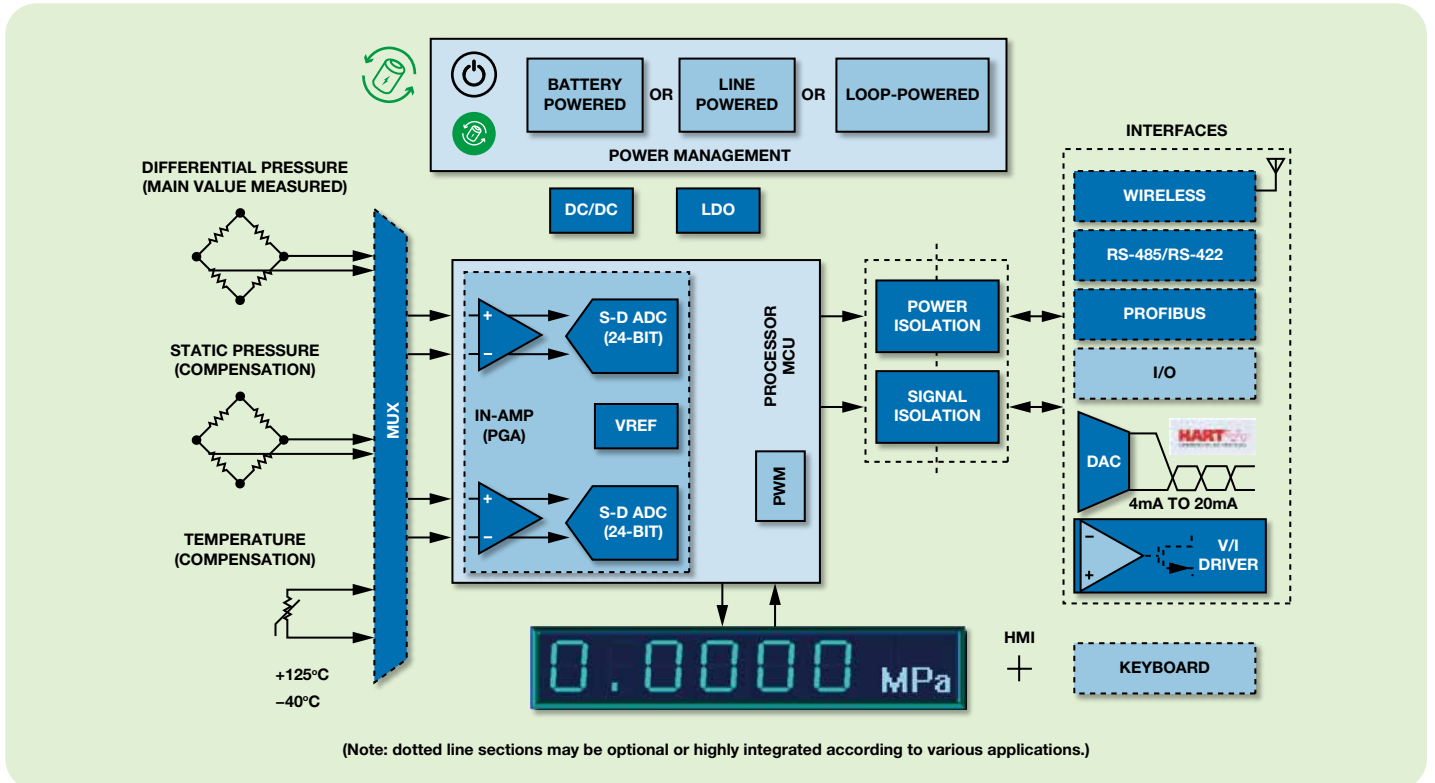 BATTERY
POWERED
OR
LINE
POWERED
OR
LOOP-POWERED
POWER MANAGEMENT
DIFFERENTIAL PRESSURE
(MAIN VALUE MEASURED)
STATIC PRESSURE
(COMPENSATION)
TEMPERATURE
(COMPENSATION)
+125°C
–40°C
MUX
DC/DC
LDO
+
–
S-D ADC
(24-BIT)
IN-AMP
(PGA)
VREF
+
–
S-D ADC
(24-BIT)
PROCESSOR
MCU
PWM
POWER
ISOLATION
SIGNAL
ISOLATION
INTERFACES
WIRELESS
RS-485/RS-422
PROFIBUS
I/O
DAC
HART
4mA TO 20mA
–
+
V/I
DRIVER
0.0000 MPa
HMI
+
KEYBOARD
(Note: dotted line sections may be optional or highly integrated according to various applications.)